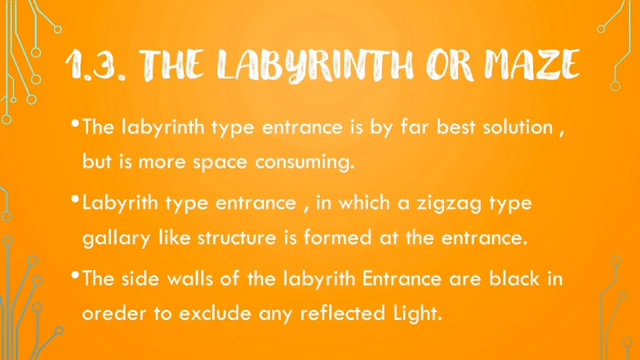 1.3. THE LABYRINTH OR MAZE
•The labyrinth type entrance is by far best solution ,
but is more space consuming.
•Labyrith type entrance , in which a zigzag type
gallary like structure is formed at the entrance.
•The side walls of the labyrith Entrance are black in
oreder to exclude any reflected Light.